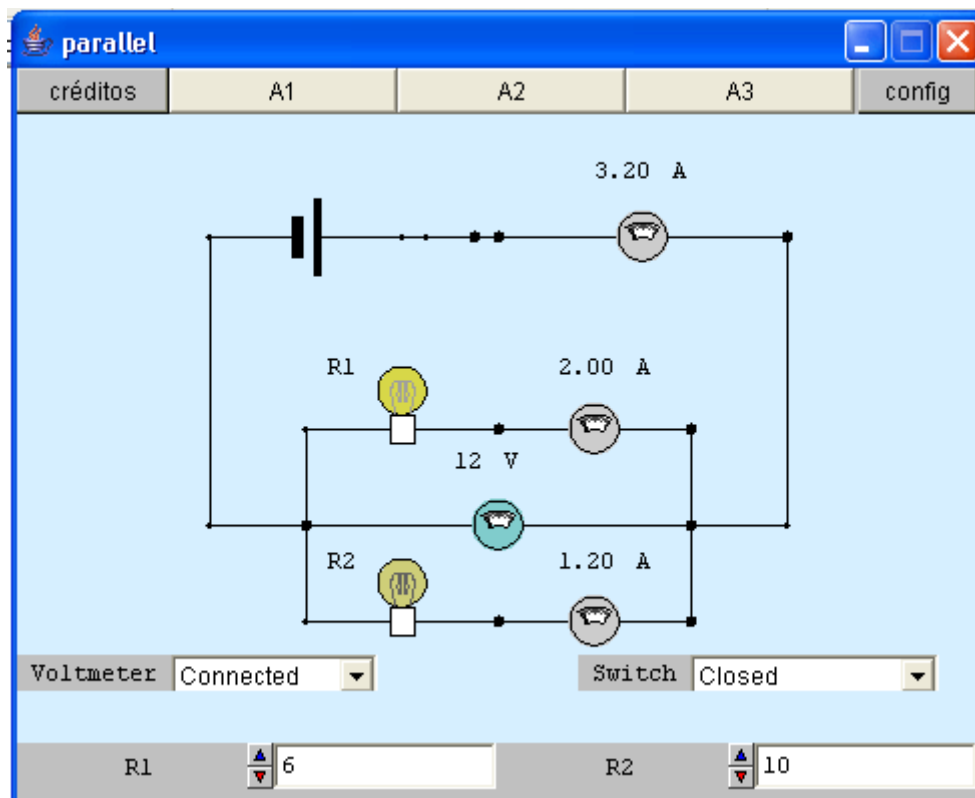 parallel
créditos A1 A2 A3 config
3.20 A
R1 2.00 A
12 V
R2 1.20 A
Voltmeter Connected Switch Closed
R1 6 R2 10